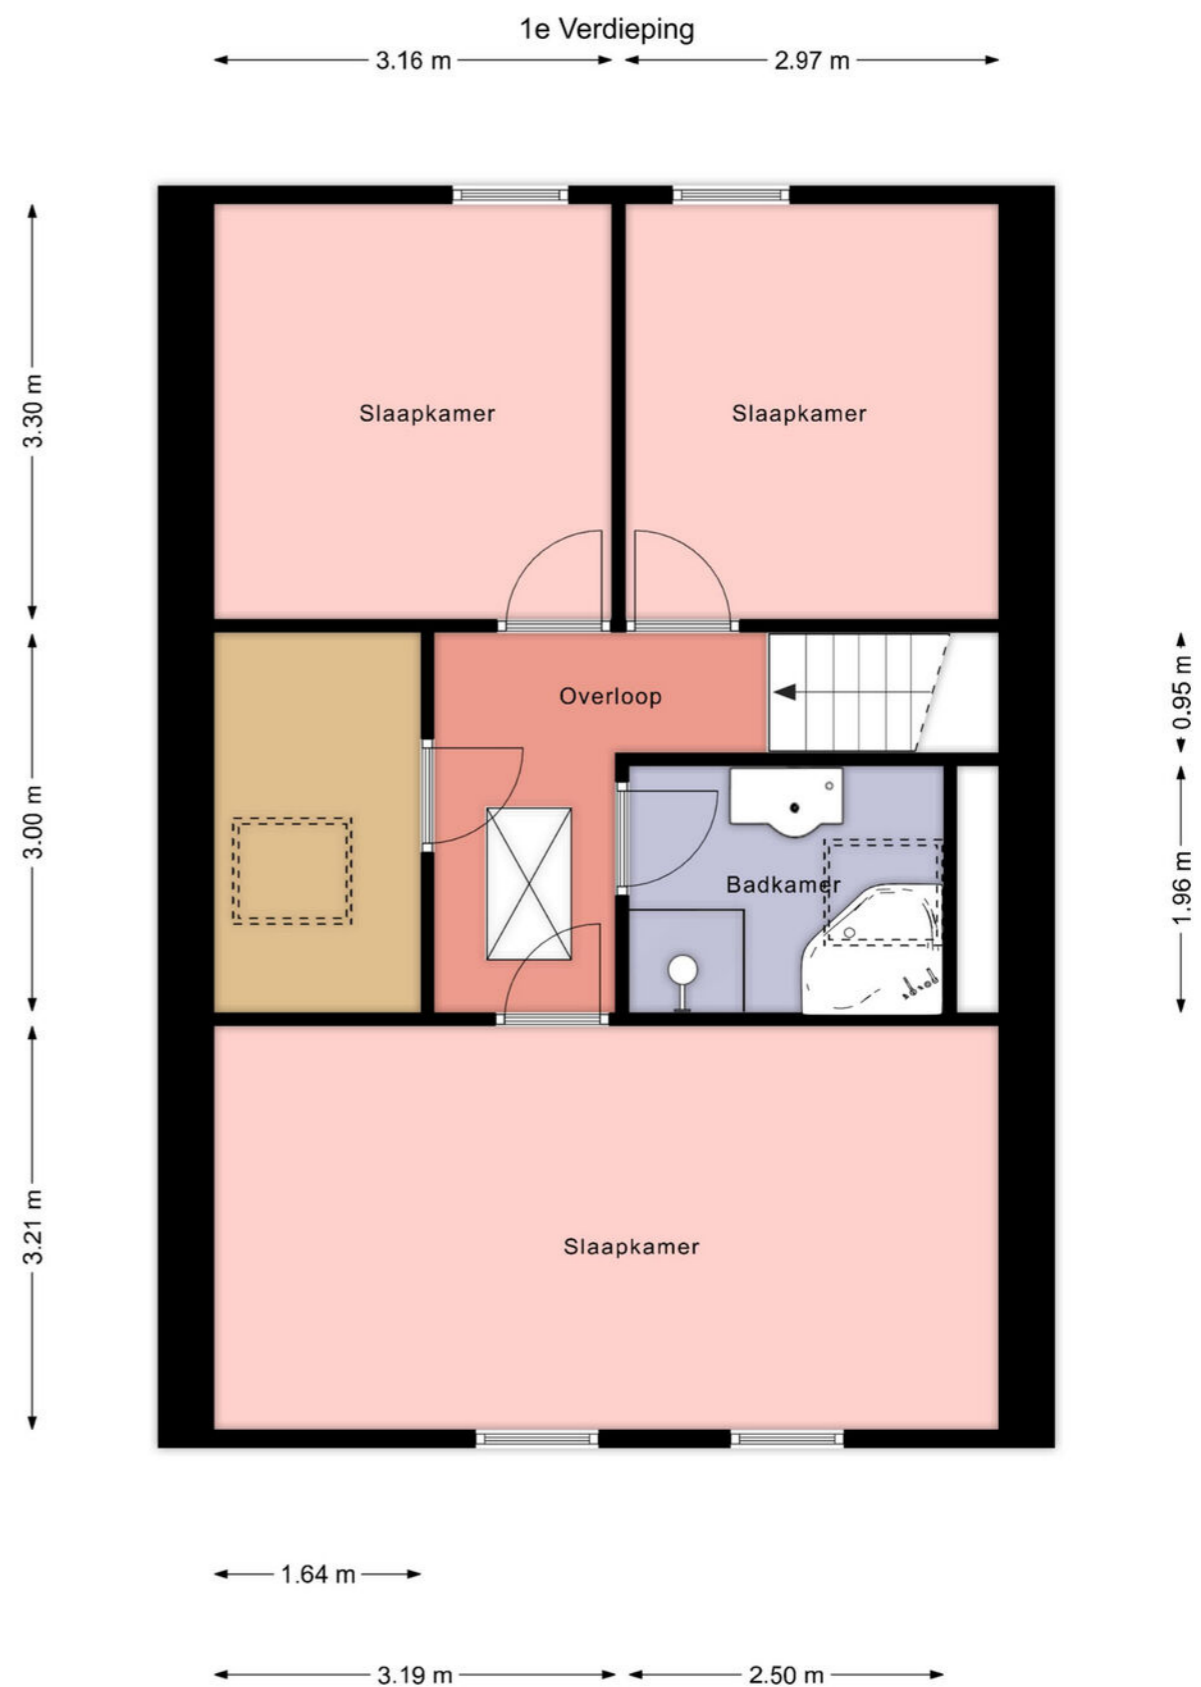 1e Verdieping
3.16 m
2.97 m
3.30 m
Slaapkamer
Slaapkamer
Overloop
0.95 m
3.00 m
Badkamer
1.96 m
3.21 m
Slaapkamer
1.64 m
3.19 m
2.50 m